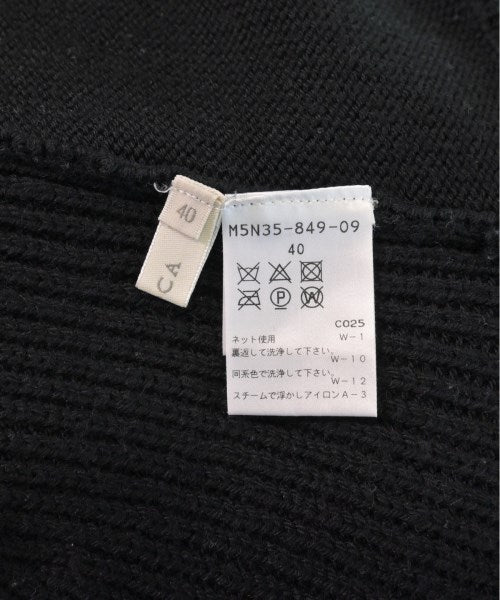 40
CA
M5N35-849-09
40
C025
ネット使用 W-1
裏返して洗浄して下さい。
W-10
同系色で洗浄して下さい。
W-12
スチームで浮かしアイロンA-3